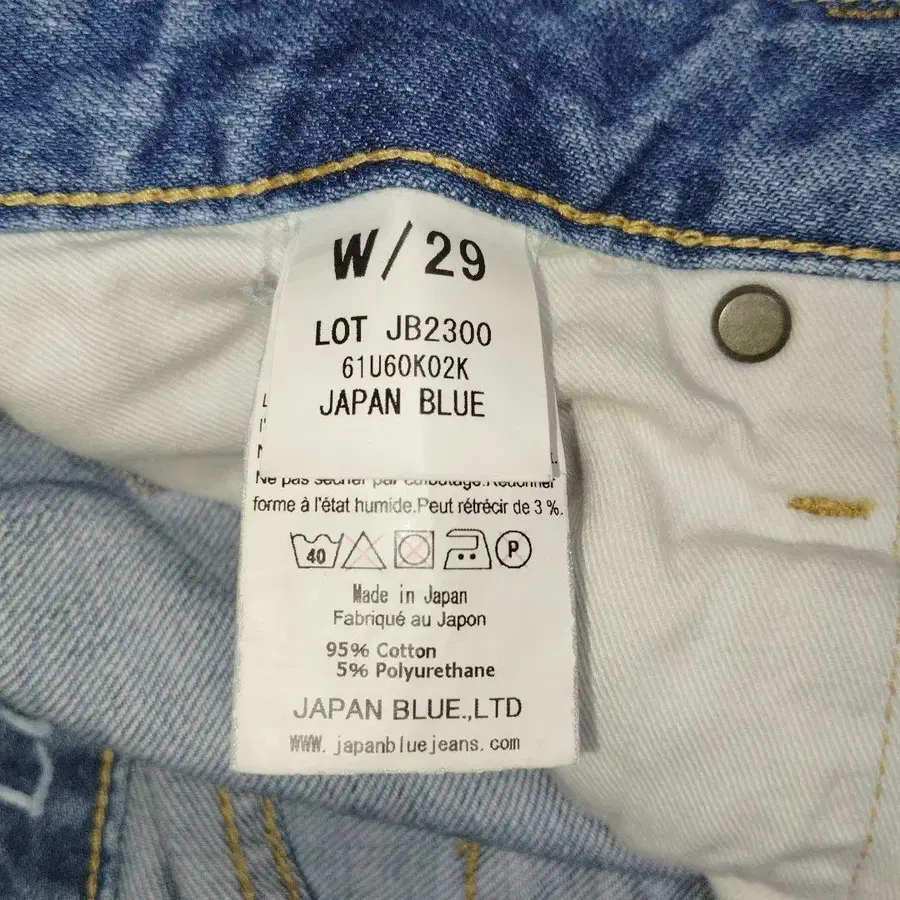 W/29
LOT JB2300
61U60K02K
JAPAN BLUE
Ne pas sécher par culbutage.Redonner
forme à l'état humide.Peut rétrécir de 3 %.
40
P
Made in Japan
Fabriqué au Japon
95% Cotton
5% Polyurethane
JAPAN BLUE.,LTD
WWW.japanbluejeans.com